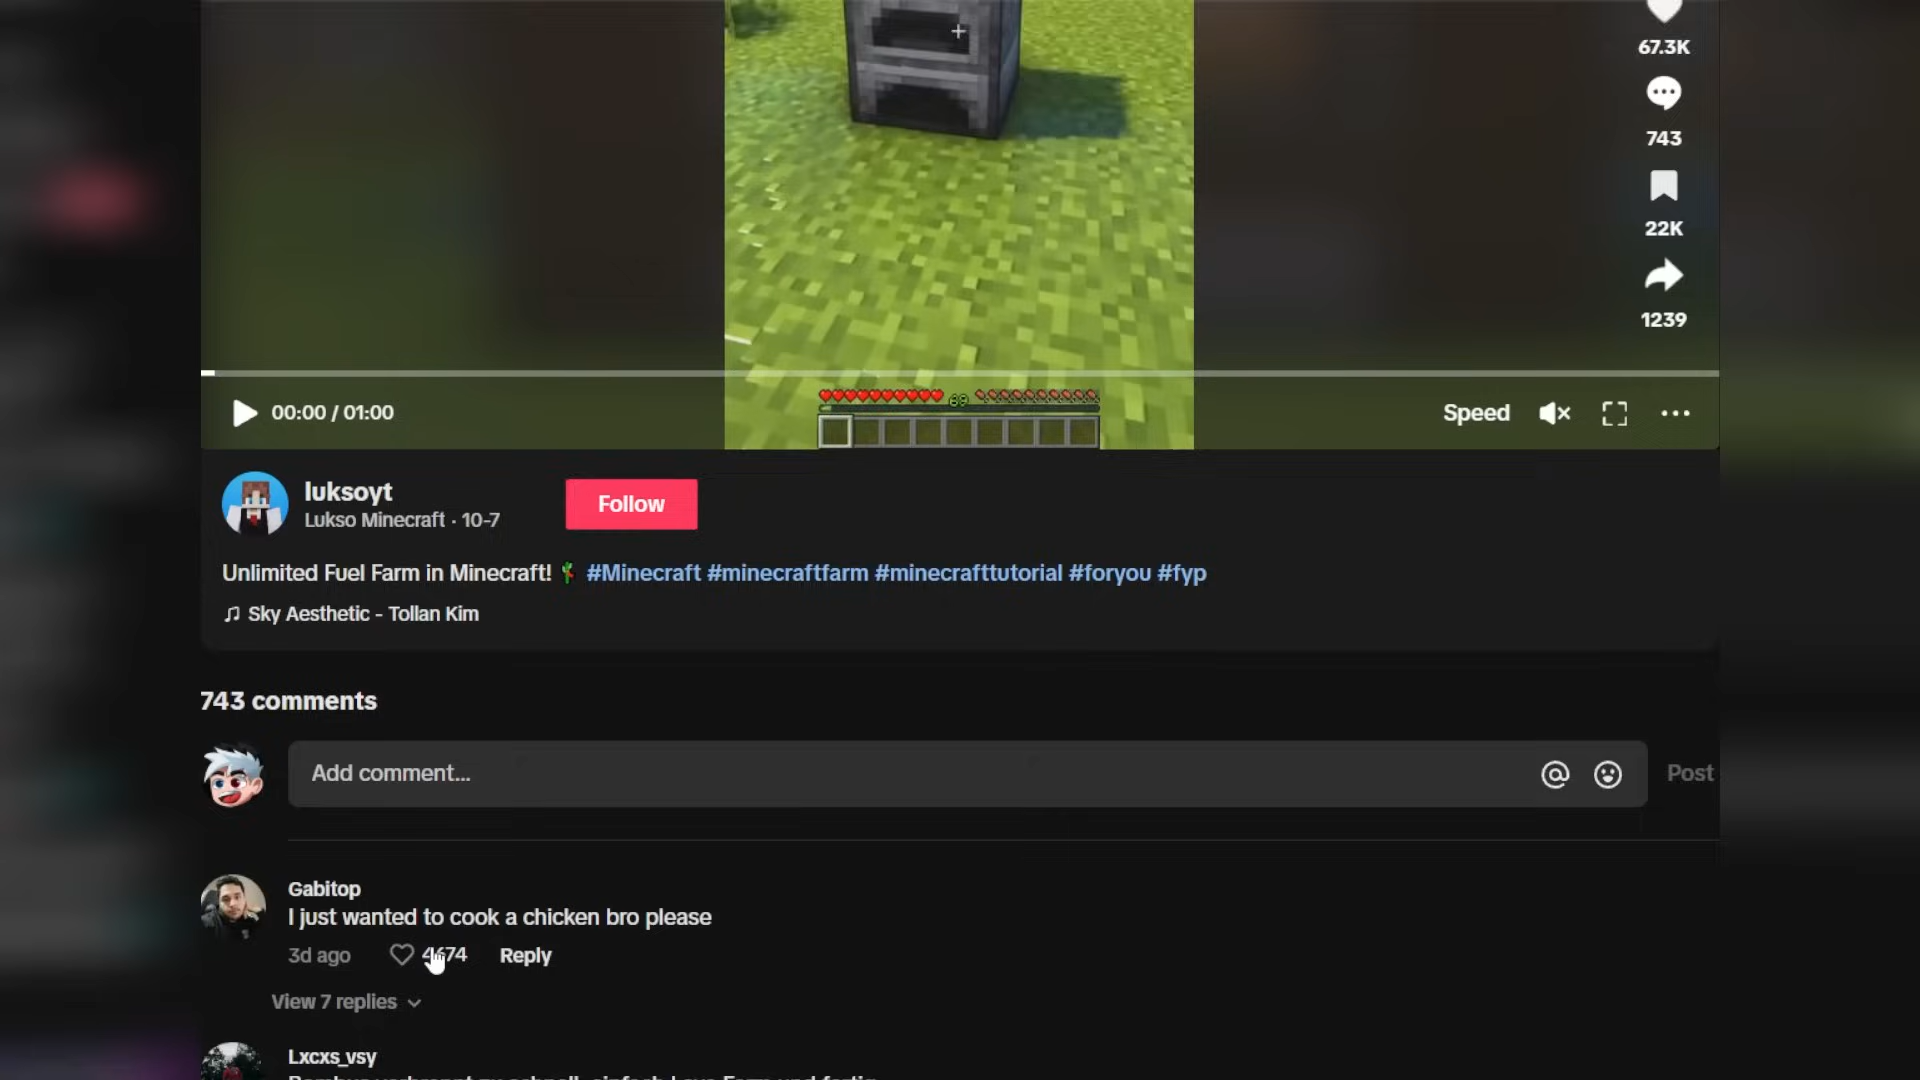 67.3K
743
22K
1239
00:00 / 01:00
Speed
69
luksoyt
Lukso Minecraft · 10-7
Follow
Unlimited Fuel Farm in Minecraft! #Minecraft #minecraftfarm #minecrafttutorial #foryou #fyp
Sky Aesthetic - Tollan Kim
743 comments
Add comment...
Post
Gabitop
I just wanted to cook a chicken bro please
3d ago 4674 Reply
View 7 replies
Lxcxs_vsy